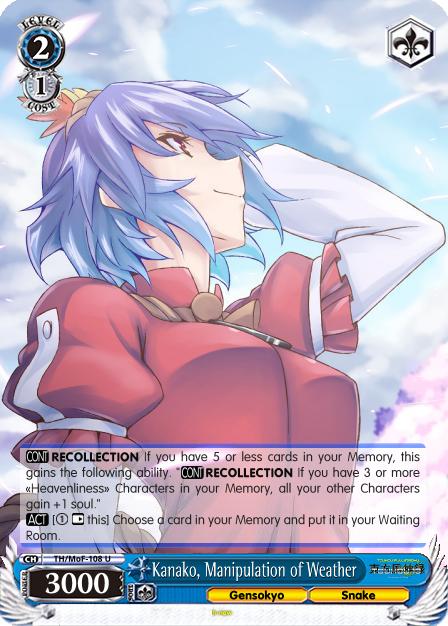 LEVEL
2
1
COST
CONT RECOLLECTION If you have 5 or less cards in your Memory, this
gains the following ability. "CONT RECOLLECTION If you have 3 or more
«Heavenliness» Characters in your Memory, all your other Characters
gain +1 soul."
ACT [① this] Choose a card in your Memory and put it in your Waiting
Room.
CH TH/MoF-108 U
POWER 3000 SOUL
Kanako, Manipulation of Weather
Gensokyo Snake